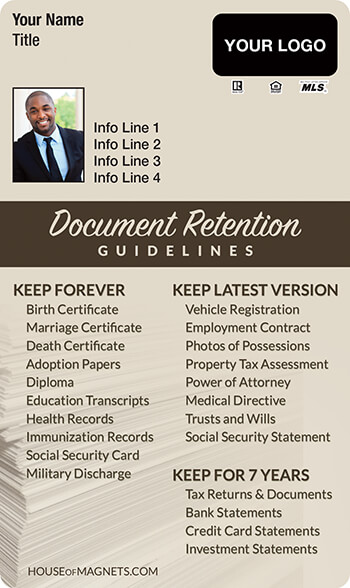 Your Name
Title
YOUR LOGO
MLS
Info Line 1
Info Line 2
Info Line 3
Info Line 4
Document Retention
GUIDELINES
KEEP FOREVER
Birth Certificate
Marriage Certificate
Death Certificate
Adoption Papers
Diploma
Education Transcripts
Health Records
Immunization Records
Social Security Card
Military Discharge
KEEP LATEST VERSION
Vehicle Registration
Employment Contract
Photos of Possessions
Property Tax Assessment
Power of Attorney
Medical Directive
Trusts and Wills
Social Security Statement
KEEP FOR 7 YEARS
Tax Returns & Documents
Bank Statements
Credit Card Statements
Investment Statements
HOUSEOFMAGNETS.COM